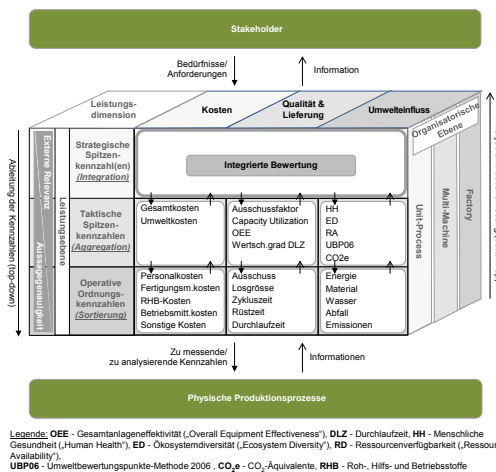 Stakeholder
Bedürfnisse/
Anforderungen
Information
Leistungs-
dimension
Kosten
Qualität &
Lieferung
Umwelteinfluss
Organisatorische
Ebene
Ableitung der Kennzahlen (top-down)
Externe Relevanz
Aussagegenauigkeit
Leistungsebene
Strategische
Spitzen-
kennzahl(en)
(Integration)
Integrierte Bewertung
Unit-Process
Multi-Machine
Factory
Taktische
Spitzen-
kennzahlen
(Aggregation)
Gesamtkosten
Umweltkosten
Ausschussfaktor
Capacity Utilization
OEE
Wertsch.grad DLZ
HH
ED
RA
UBP06
CO2e
Operative
Ordnungs-
kennzahlen
(Sortierung)
Personalkosten
Fertigungsm.kosten
RHB-Kosten
Betriebsmitt.kosten
Sonstige Kosten
Ausschuss
Losgrösse
Zykluszeit
Rüstzeit
Durchlaufzeit
Energie
Material
Wasser
Abfall
Emissionen
Zu messende/
zu analysierende Kennzahlen
Informationen
Physische Produktionsprozesse
Legende: OEE - Gesamtanlageneffektivität („Overall Equipment Effectiveness“), DLZ - Durchlaufzeit, HH - Menschliche
Gesundheit („Human Health“), ED - Ökosystemdiversität („Ecosystem Diversity“), RD - Ressourcenverfügbarkeit („Ressour
Availability“),
UBP06 - Umweltbewertungspunkte-Methode 2006 , CO2e - CO2-Äquivalente, RHB - Roh-, Hilfs- und Betriebsstoffe